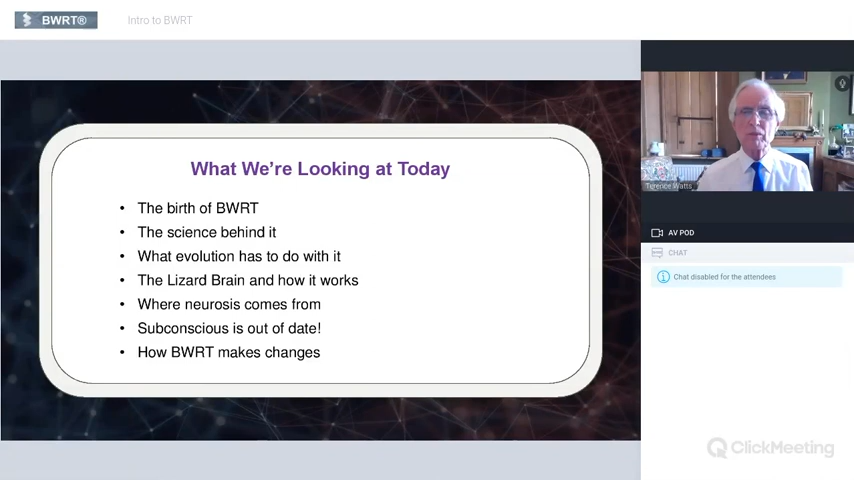 BWRT®
Intro to BWRT
What We're Looking at Today
• The birth of BWRT
• The science behind it
• What evolution has to do with it
• The Lizard Brain and how it works
• Where neurosis comes from
• Subconscious is out of date!
• How BWRT makes changes
Terence Watts
AV POD
CHAT
Chat disabled for the attendees
ClickMeeting